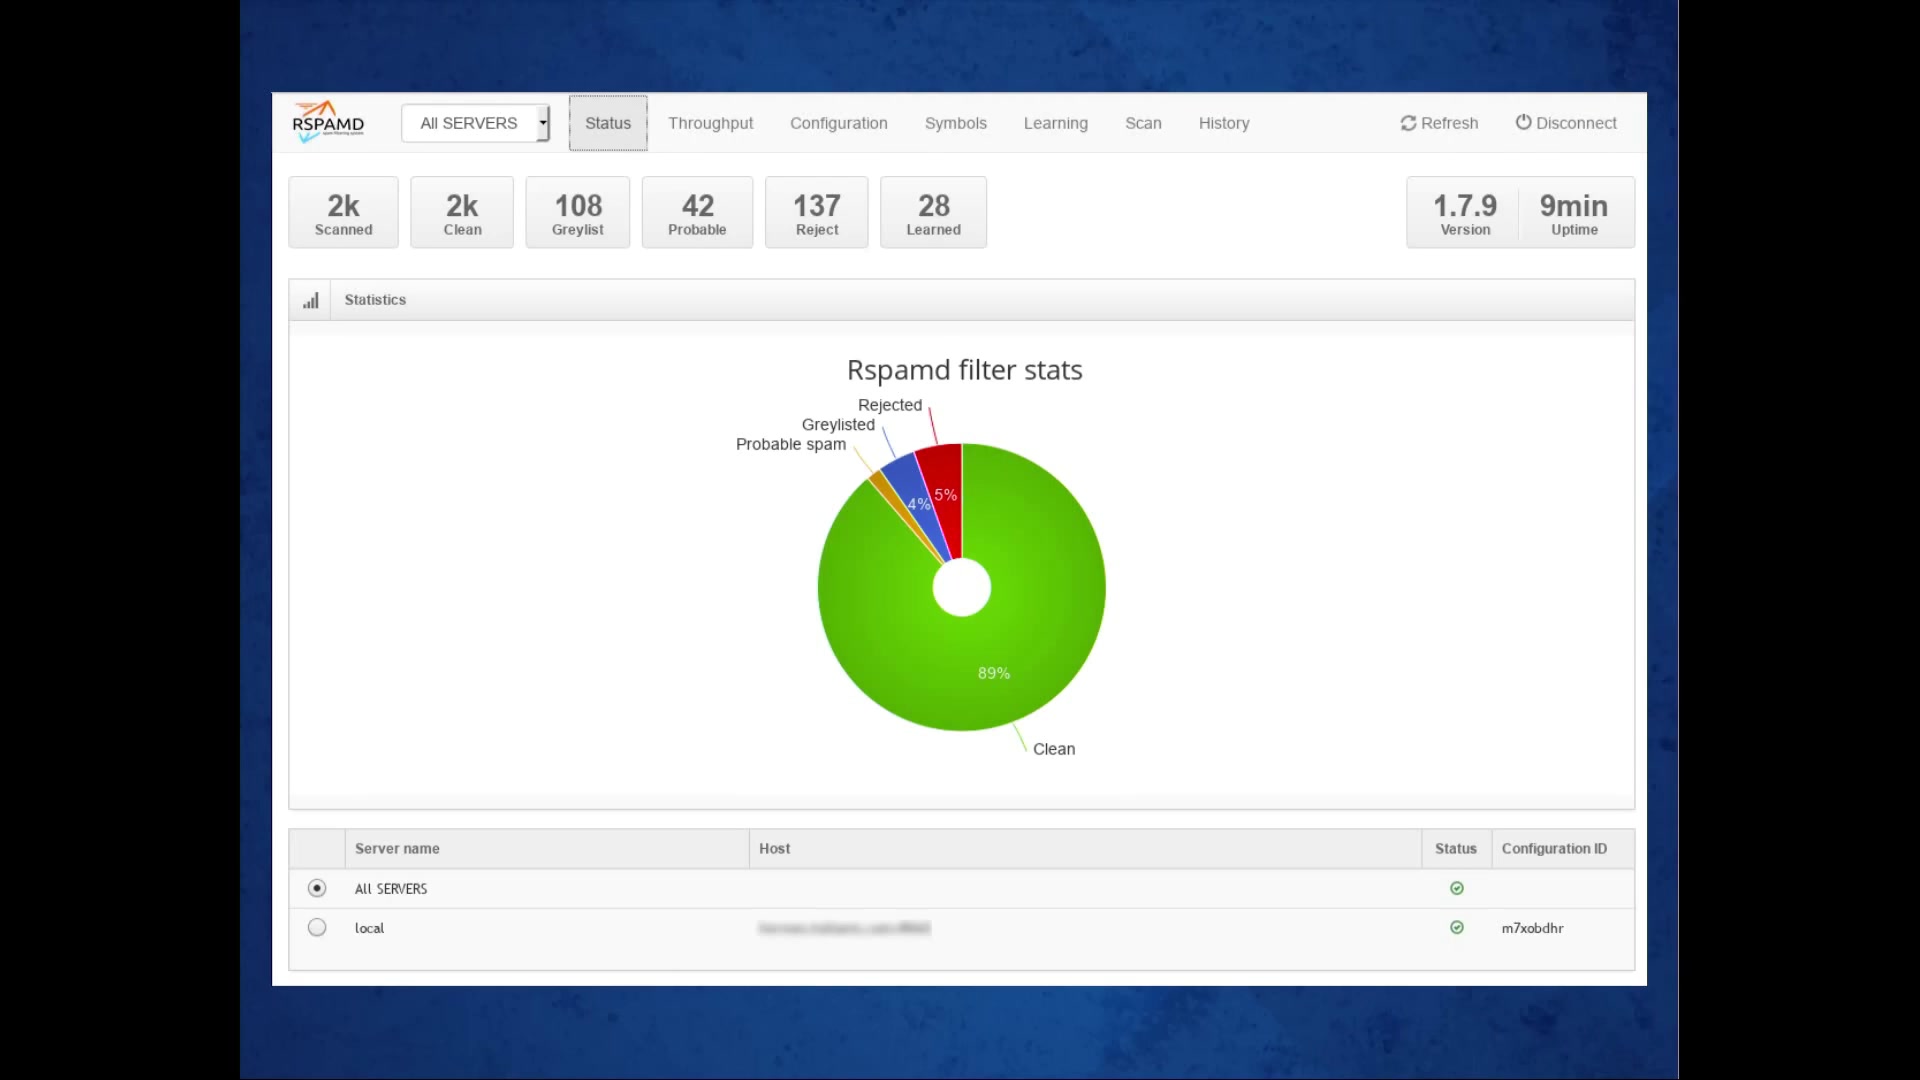 RSPAMD
All SERVERS
Status
Throughput
Configuration
Symbols
Learning
Scan
History
Refresh
Disconnect
2k
Scanned
2k
Clean
108
Greylist
42
Probable
137
Reject
28
Learned
1.7.9
Version
9min
Uptime
Statistics
Rspamd filter stats
Rejected
Greylisted
Probable spam
5%
4%
89%
Clean
Server name Host Status Configuration ID
All SERVERS
local m7xobdhr